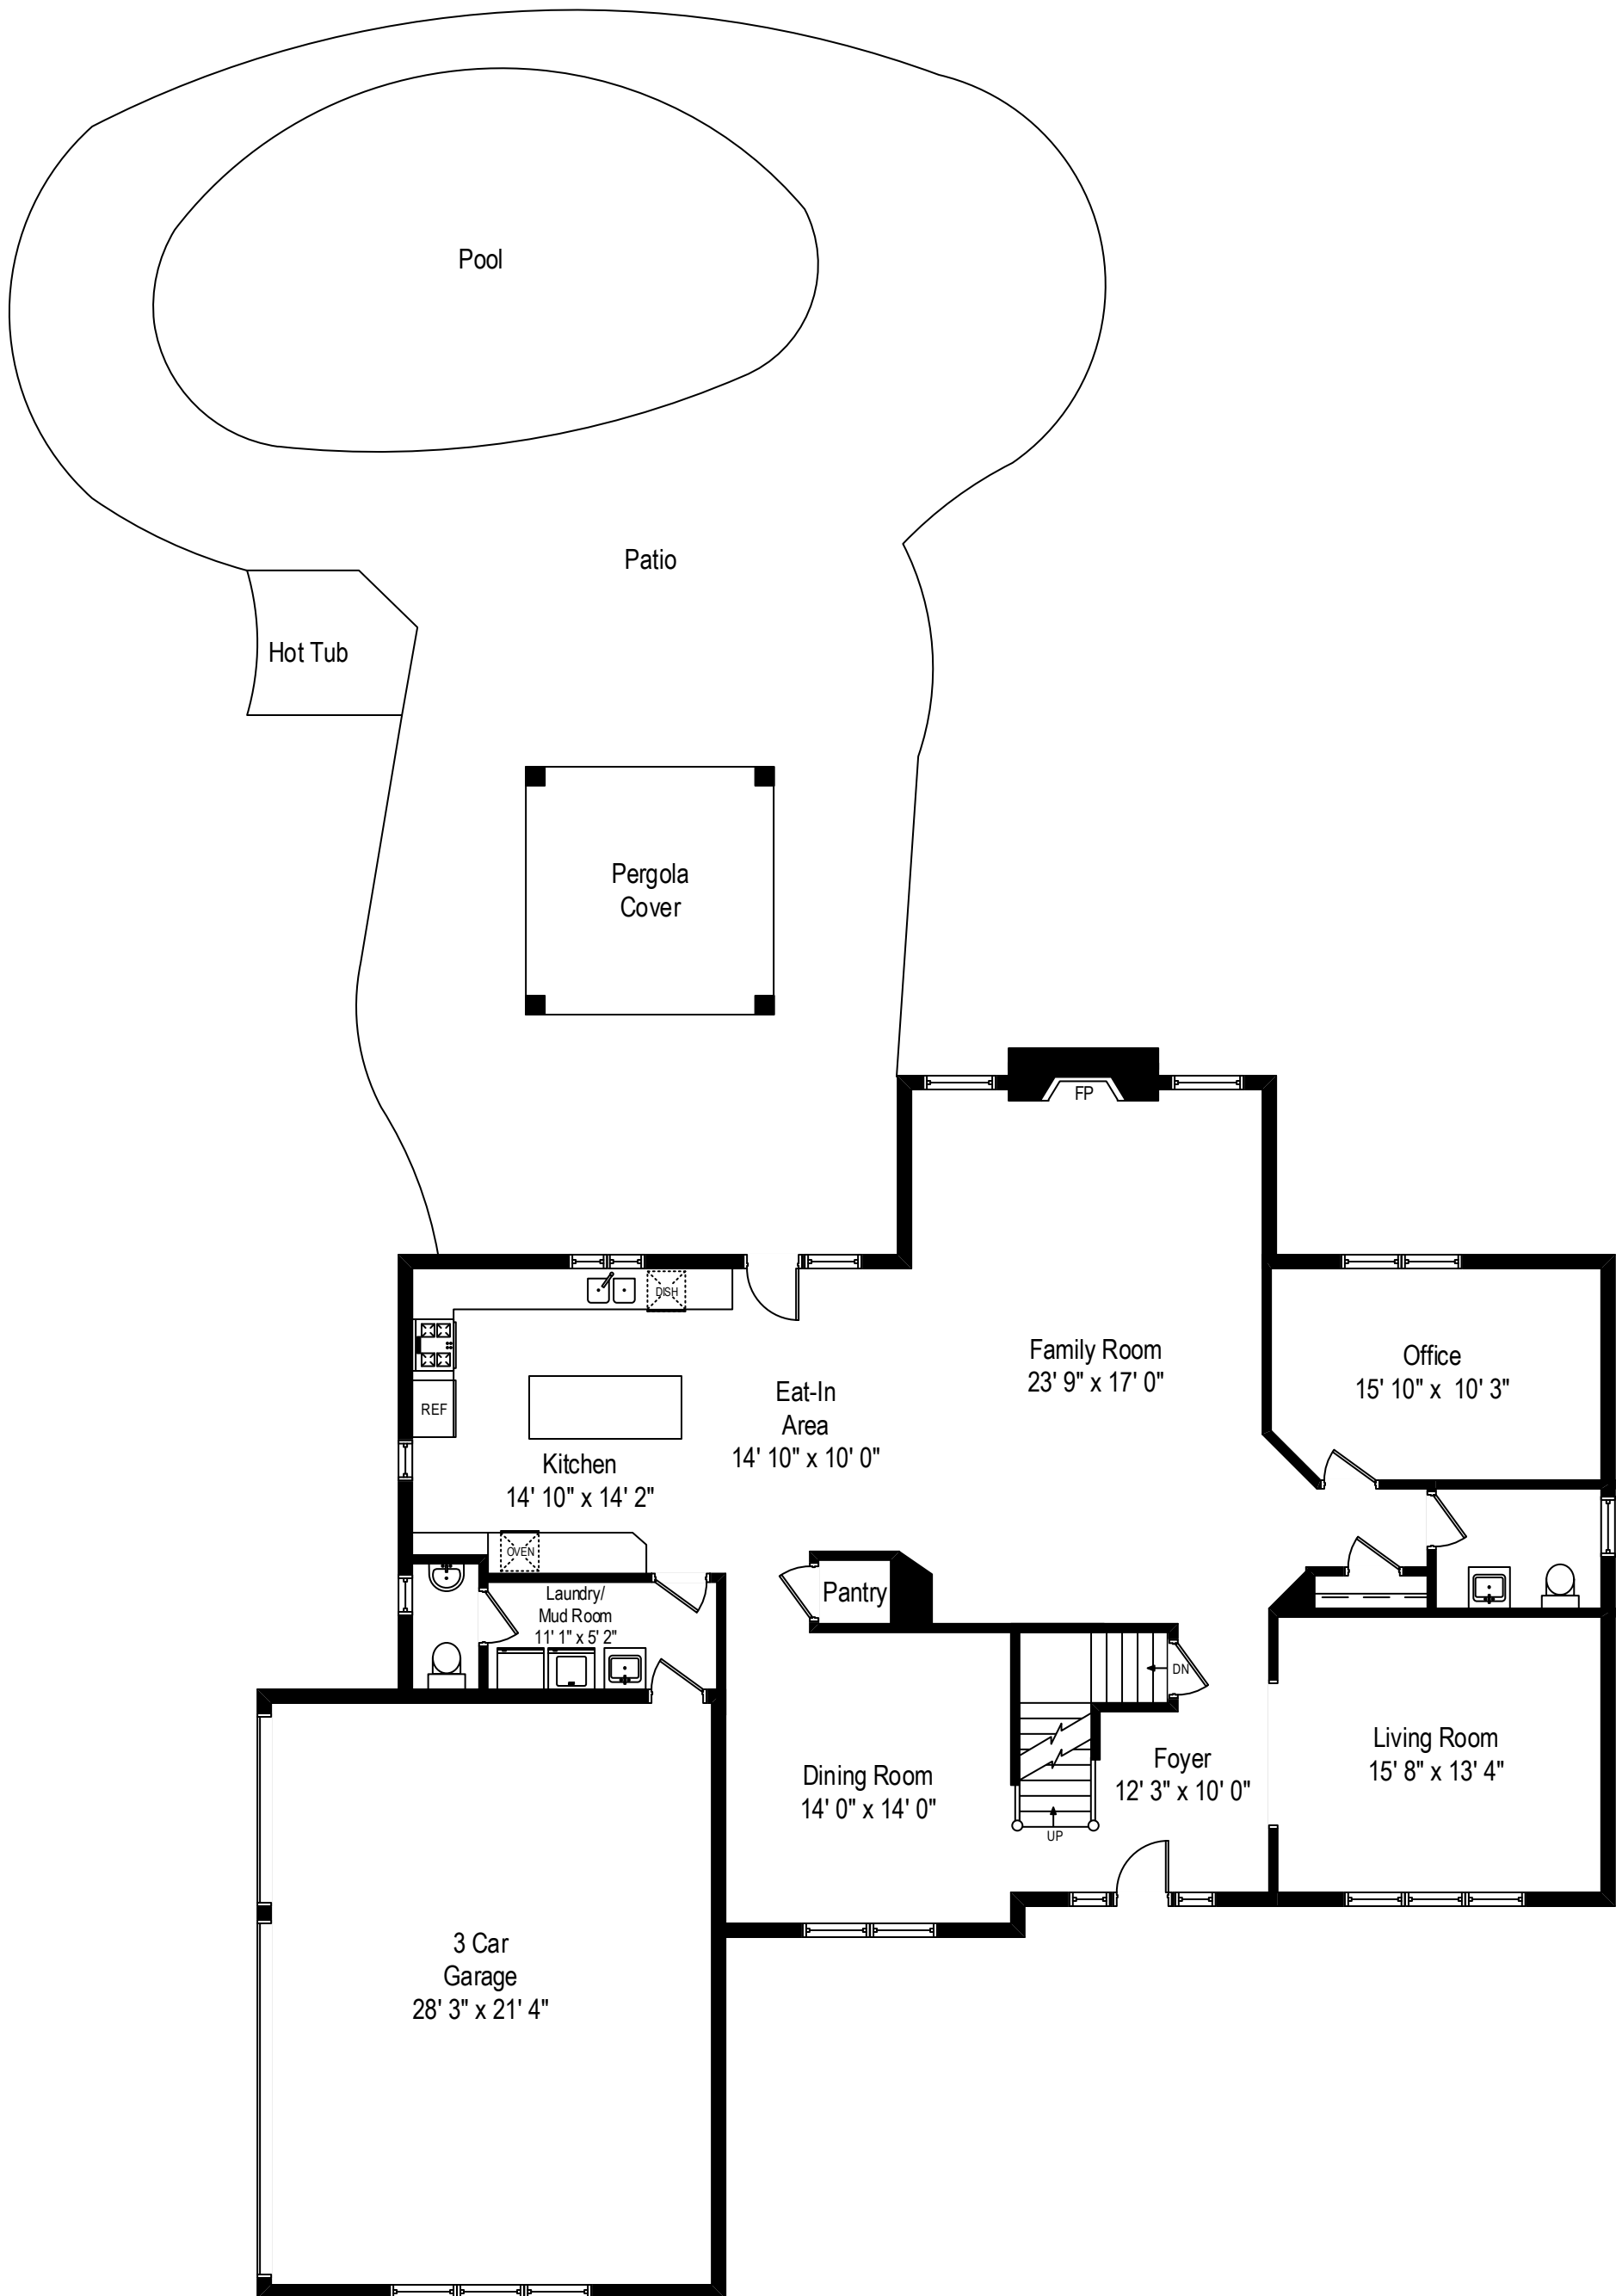 Pool
Patio
Hot Tub
Pergola
Cover
FP
DISH
Family Room
23' 9" x 17' 0"
Office
15' 10" x  10' 3"
Eat-In
Area
14' 10" x 10' 0"
REF
Kitchen
14' 10" x 14' 2"
OVEN
Pantry
Laundry/
Mud Room
11' 1" x 5' 2"
DN
Living Room
15' 8" x 13' 4"
Foyer
12' 3" x 10' 0"
Dining Room
14' 0" x 14' 0"
UP
3 Car
Garage
28' 3" x 21' 4"